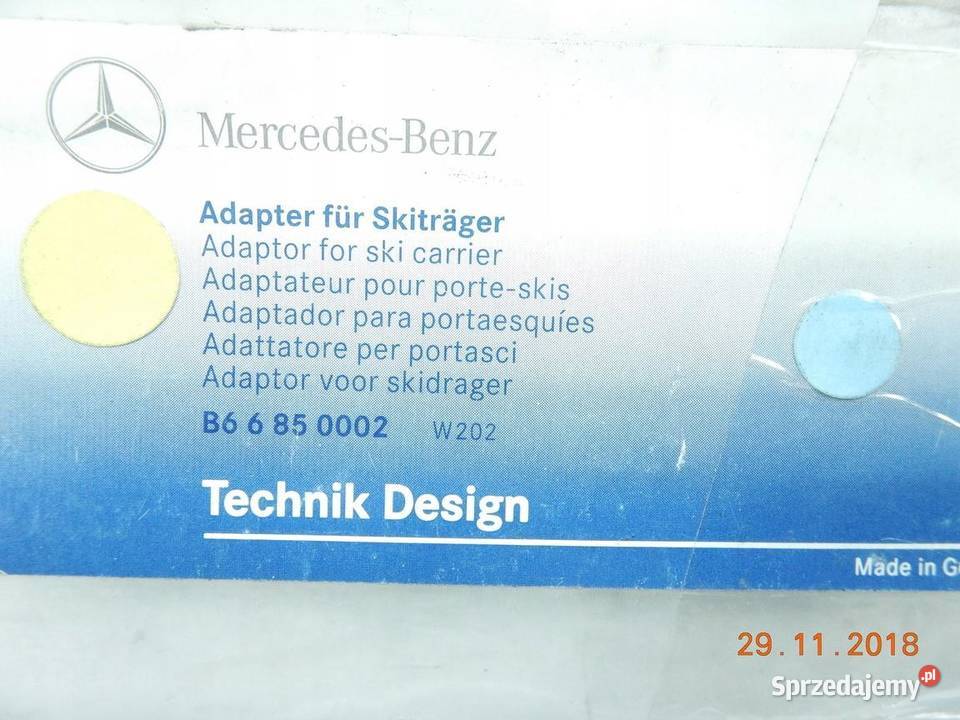 Mercedes-Benz
Adapter für Skiträger
Adaptor for ski carrier
Adaptateur pour porte-skis
Adaptador para portaesquíes
Adattatore per portasci
Adaptor voor skidrager
B6 6 85 0002 W202
Technik Design
Made in Ge
29.11.2018
Sprzedajemy.pl